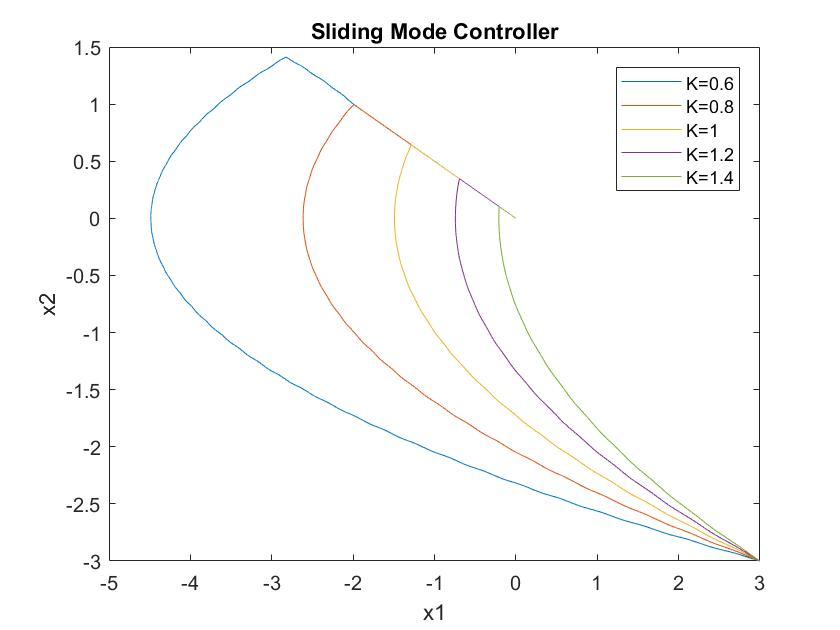 Sliding Mode Controller
1.5
1
0.5
0
-0.5
-1
-1.5
-2
-2.5
-3
x2
K=0.6
K=0.8
K=1
K=1.2
K=1.4
-5 -4 -3 -2 -1 0 1 2 3
x1